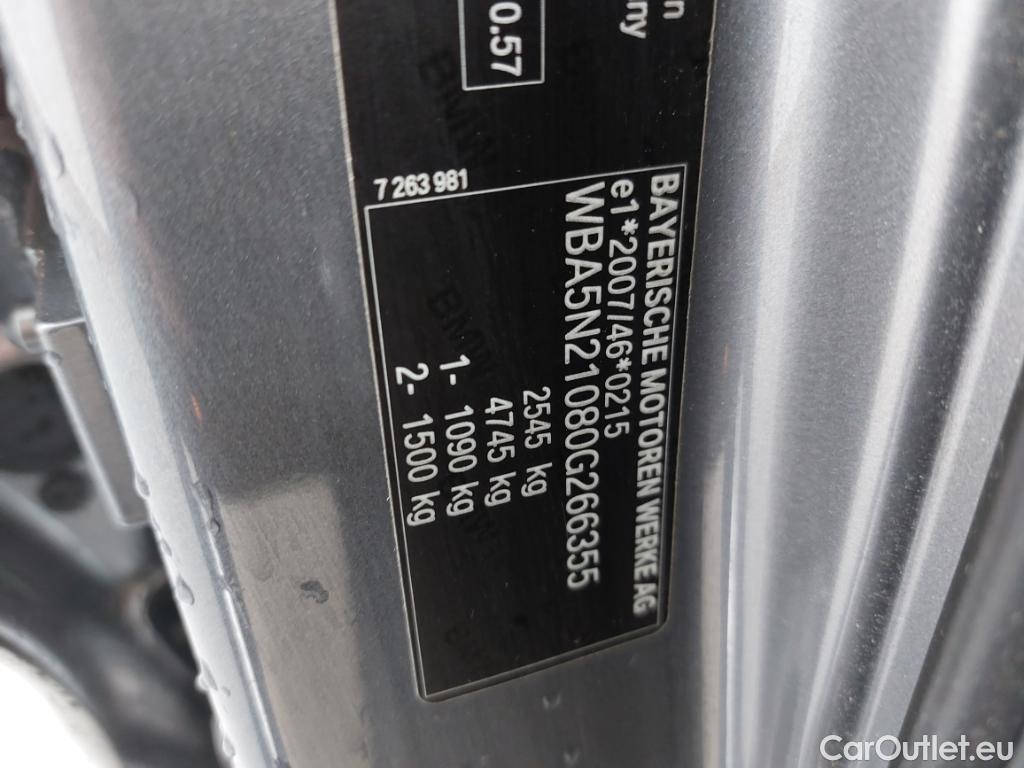 0.57
7 263 981
BAYERISCHE MOTOREN WERKE AG
e1*2007/46*0215
WBA5N21080G266355
2545 kg
4745 kg
1- 1090 kg
2- 1500 kg
CarOutlet.eu